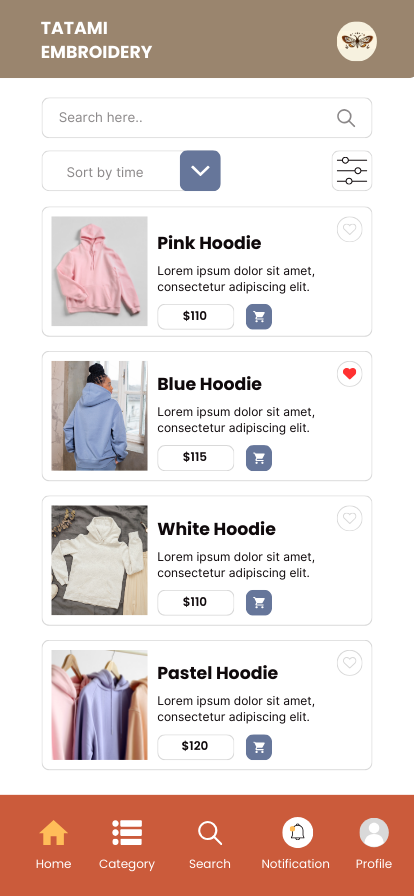 TATAMI
EMBROIDERY
Search here..
Sort by time
Pink Hoodie
Lorem ipsum dolor sit amet,
consectetur adipiscing elit.
$110
Blue Hoodie
Lorem ipsum dolor sit amet,
consectetur adipiscing elit.
$115
White Hoodie
Lorem ipsum dolor sit amet,
consectetur adipiscing elit.
$110
Pastel Hoodie
Lorem ipsum dolor sit amet,
consectetur adipiscing elit.
$120
Home Category Search Notification Profile